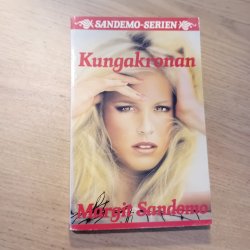 SANDEMO-SERIEN
Kungakronan
Margit Sandemo